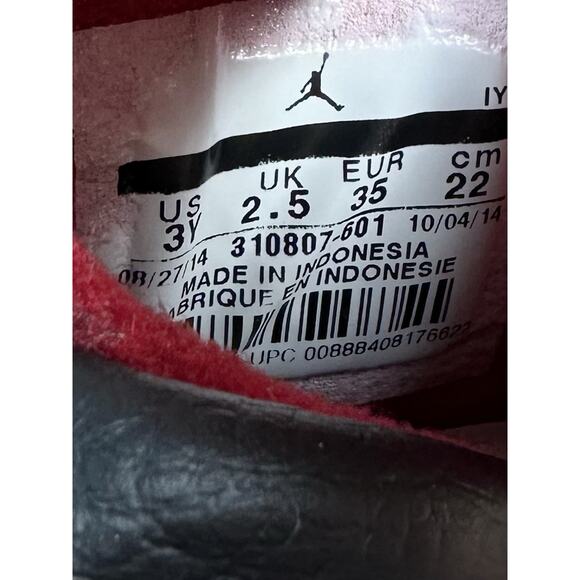 IY
US UK EUR cm
3Y 2.5 35 22
08/27/14 310807-601 10/04/14
MADE IN INDONESIA
FABRIQUE EN INDONESIE
UPC 00888408176622